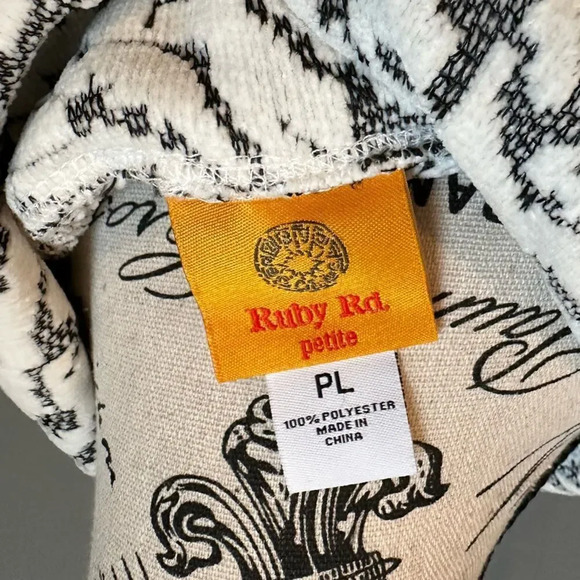 Ruby Rd.
petite
PL
100% POLYESTER
MADE IN
CHINA